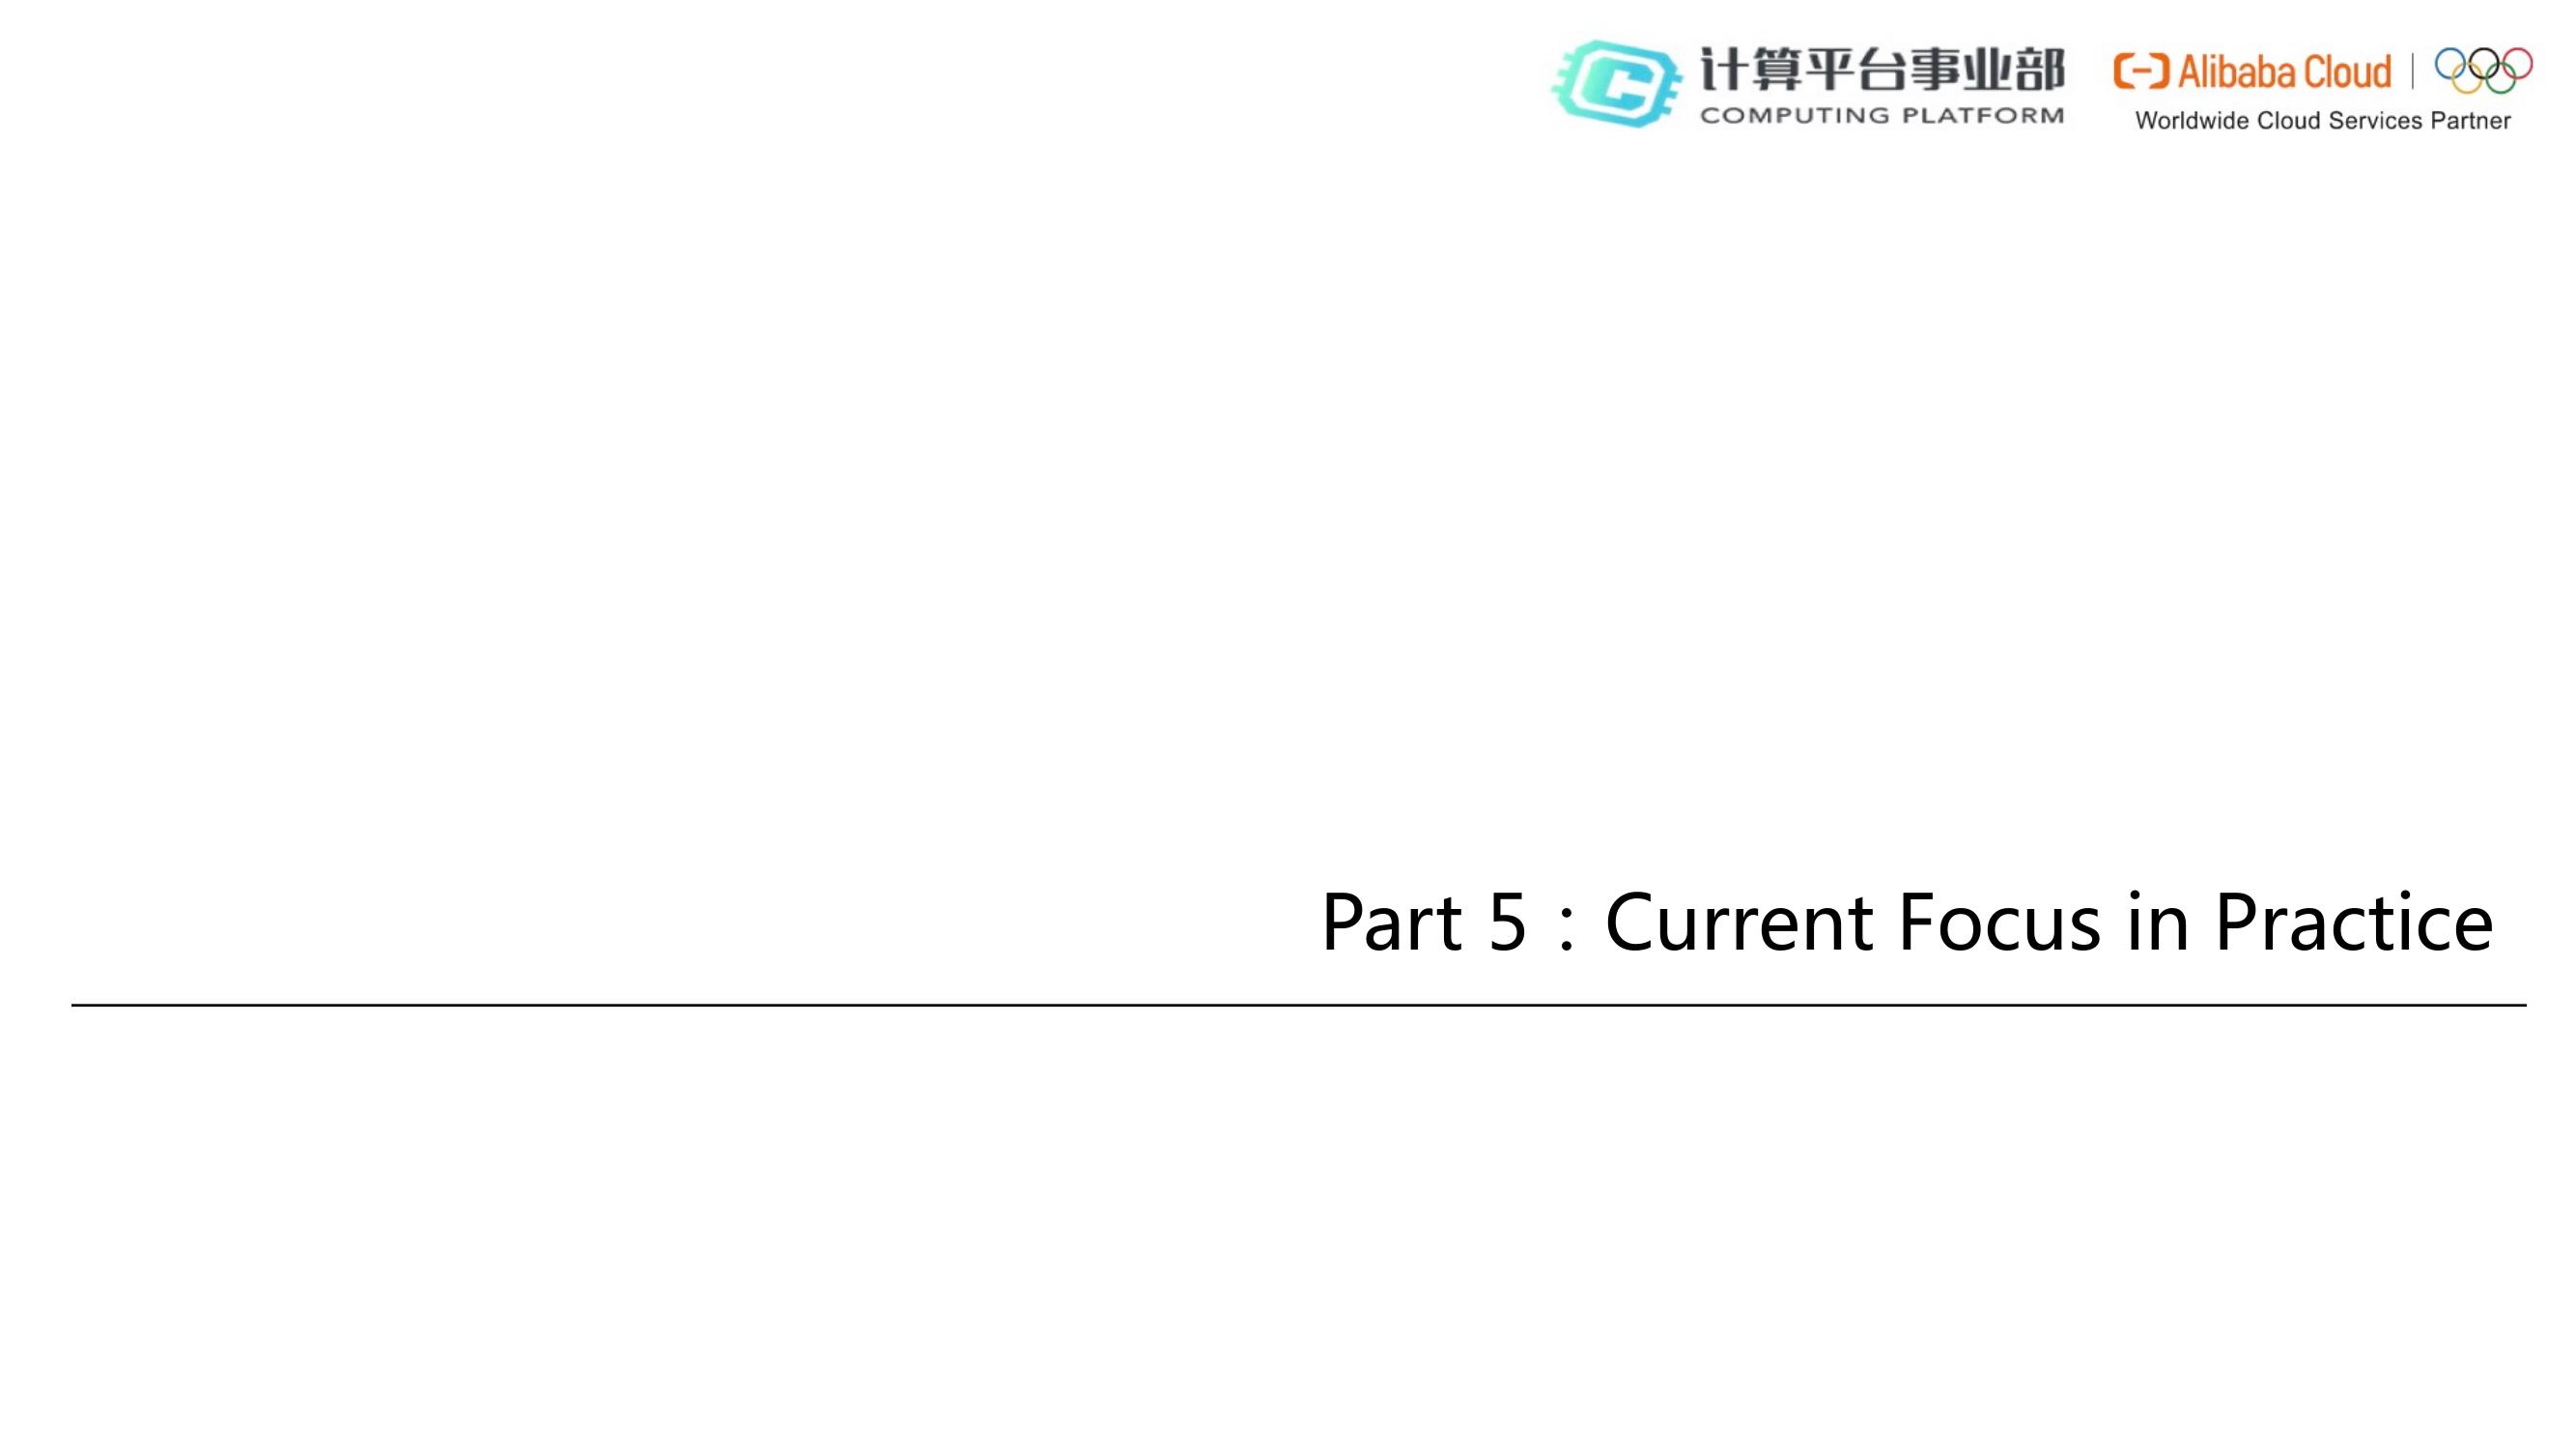 计算平台事业部
COMPUTING PLATFORM
Alibaba Cloud
Worldwide Cloud Services Partner
Part 5：Current Focus in Practice